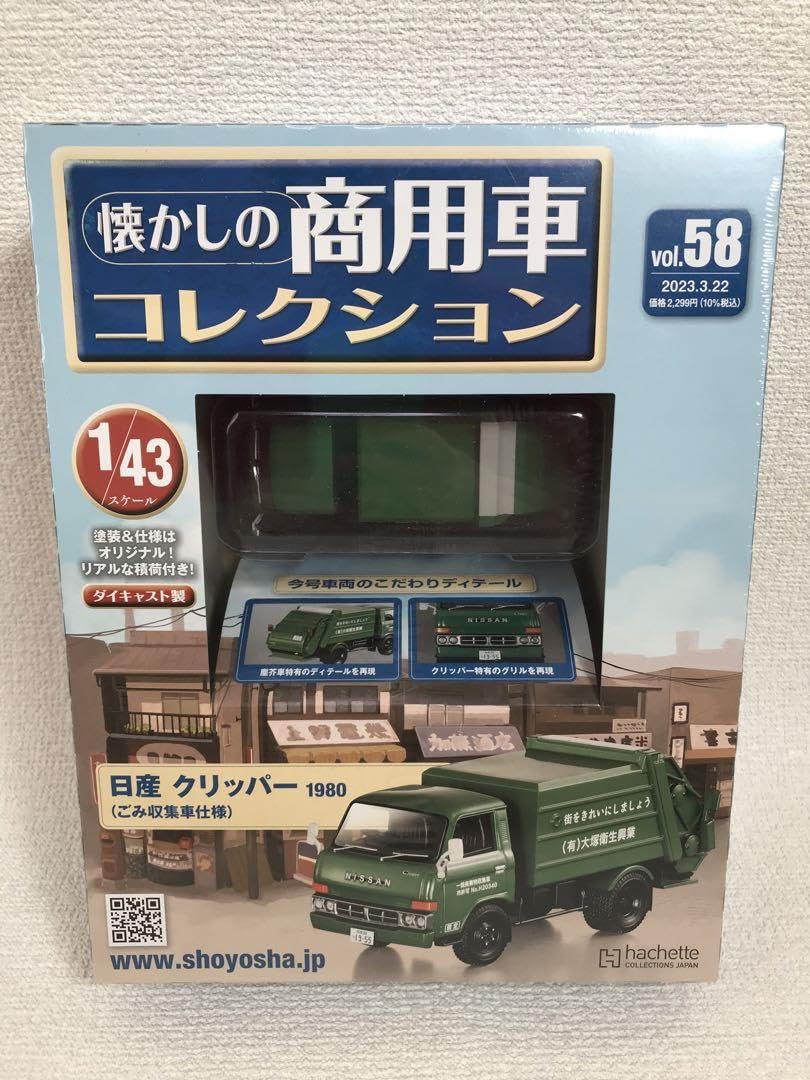 懐かしの商用車
コレクション
vol.58
2023.3.22
価格2,299円(10%税込)
1/43
スケール
塗装&仕様は
オリジナル!
リアルな積荷付き!
ダイキャスト製
今号車両のこだわりディテール
NISSAN
塵芥車特有のディテールを再現
クリッパー特有のグリルを再現
日産 クリッパー 1980
(ごみ収集車仕様)
街をきれいにしましょう
(有)大塚衛生興業
NISSAN
Clipper
No.H20340
19-55
www.shoyosha.jp
hachette
COLLECTIONS JAPAN